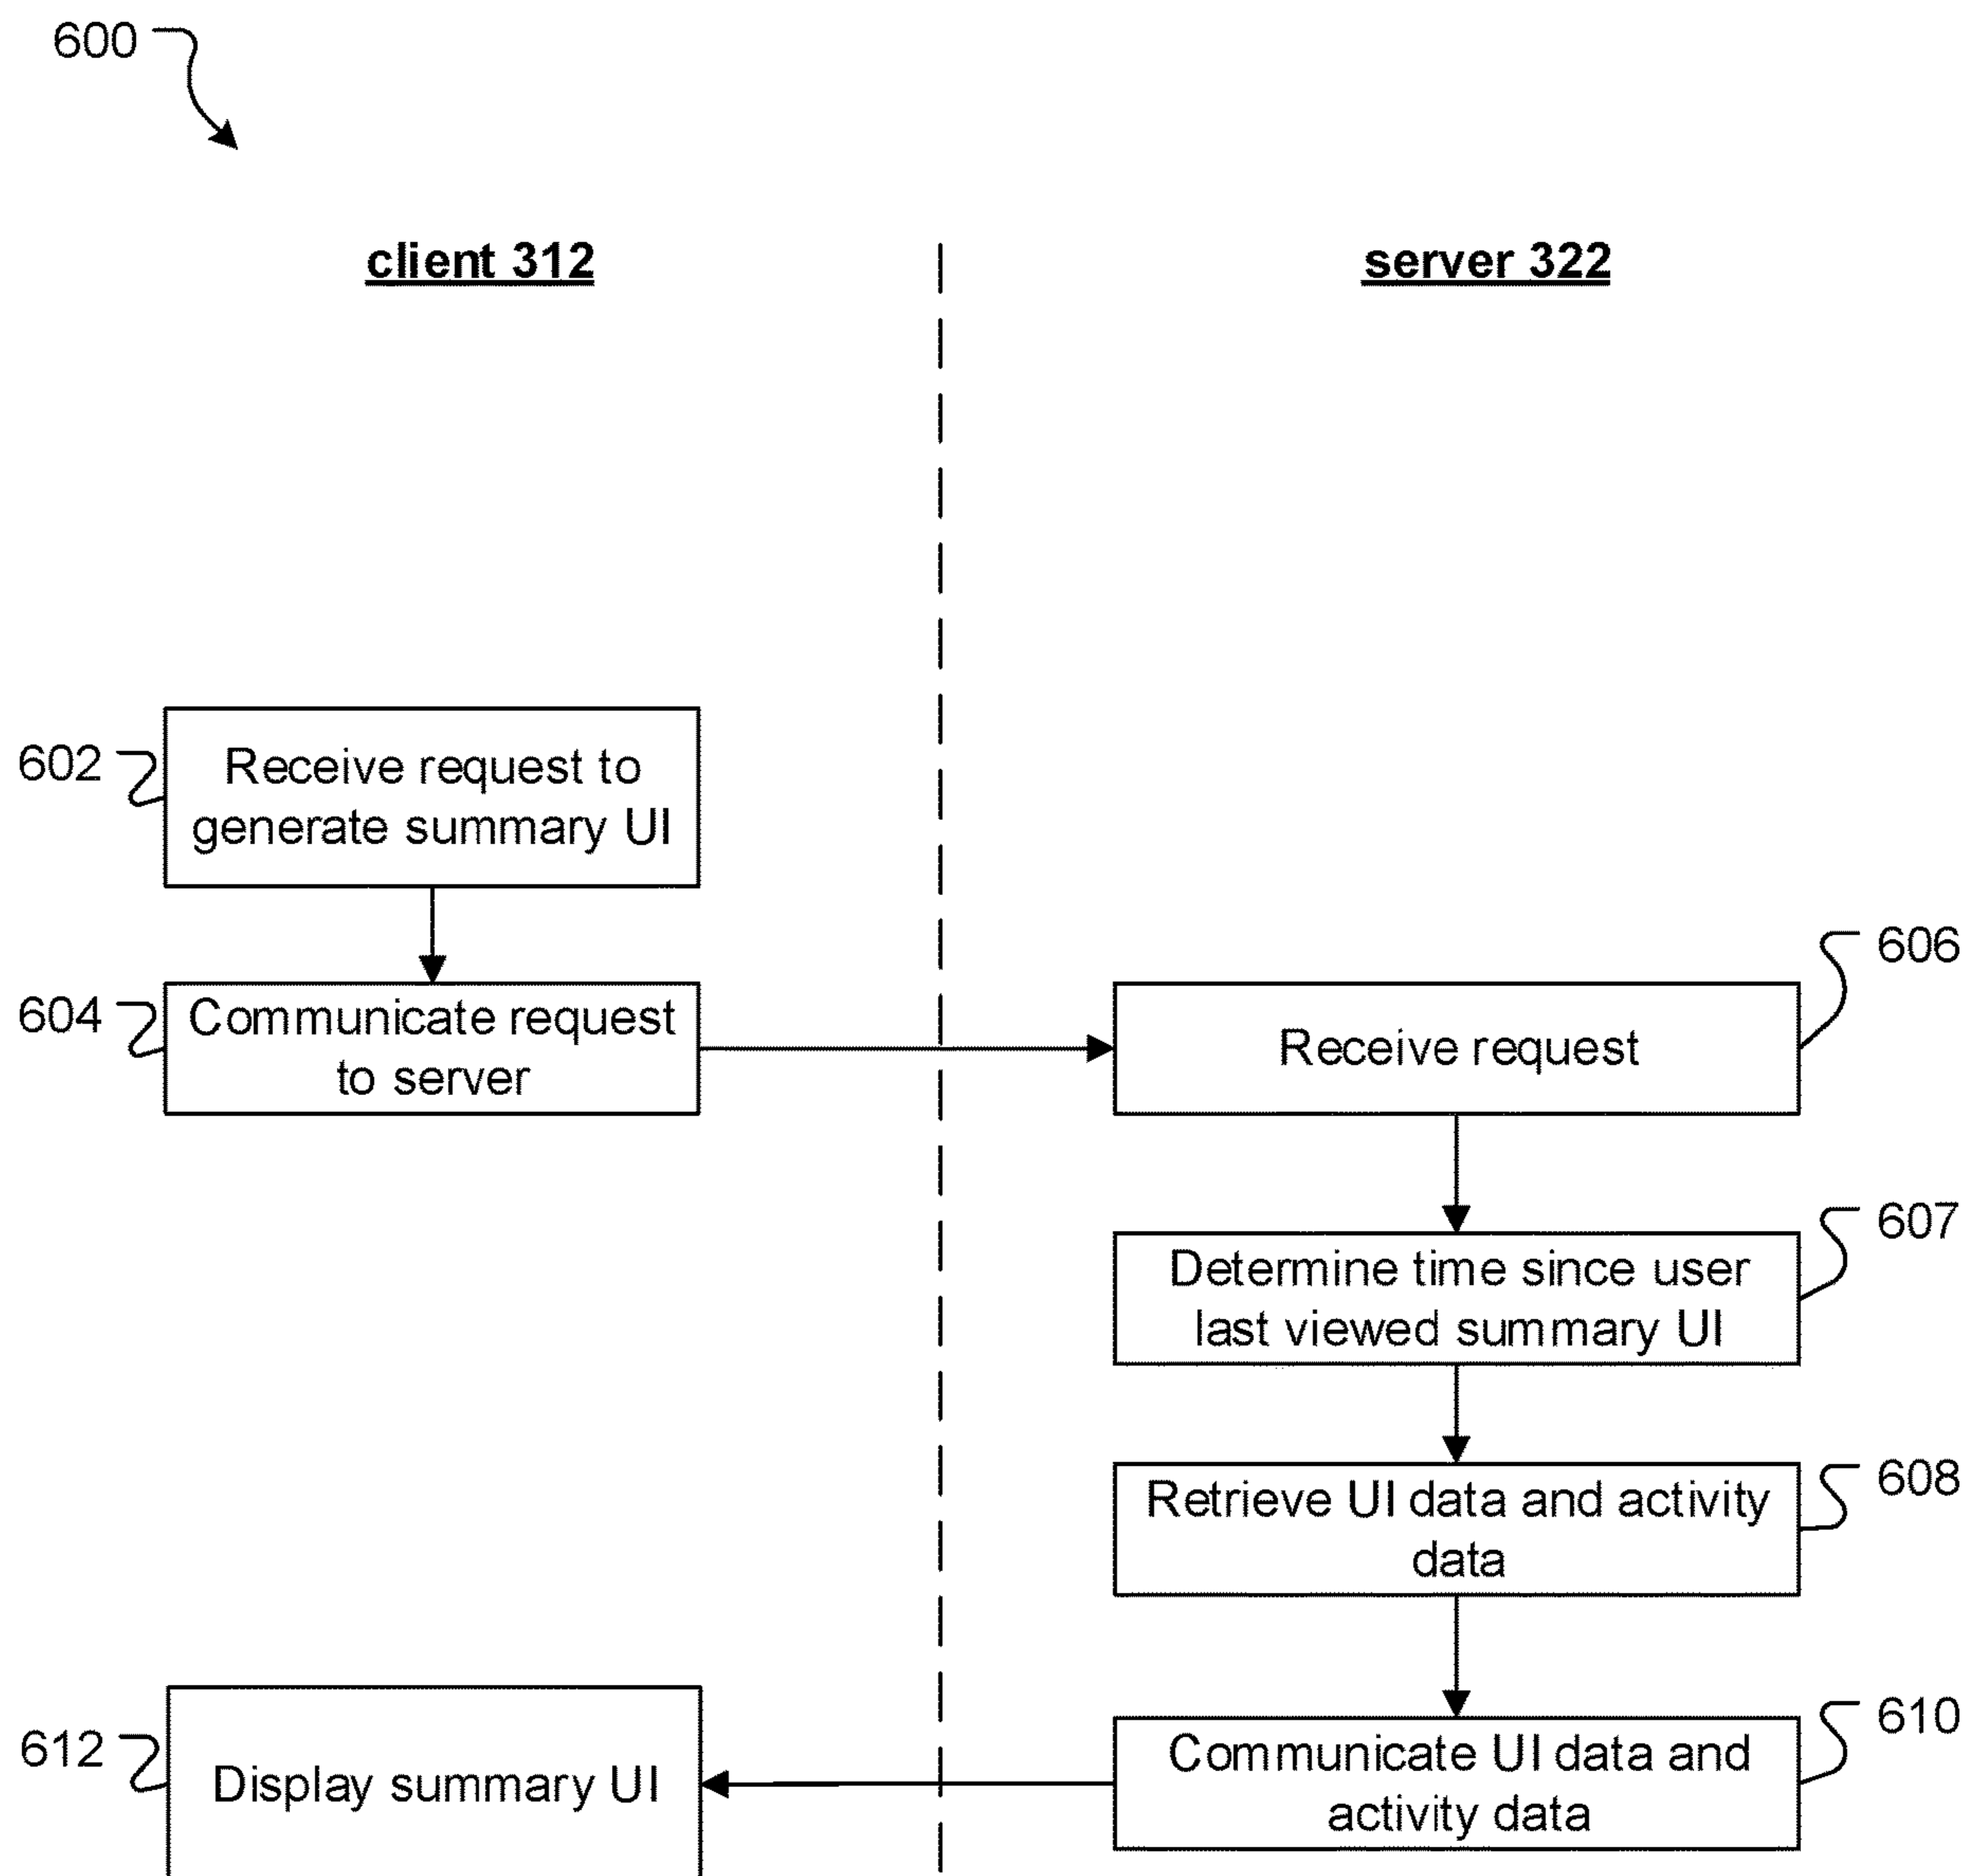 600
client 312
server 322
602
Receive request to
generate summary UI
604
Communicate request
to server
606
Receive request
607
Determine time since user
last viewed summary UI
608
Retrieve UI data and activity
data
610
Communicate UI data and
activity data
612
Display summary UI